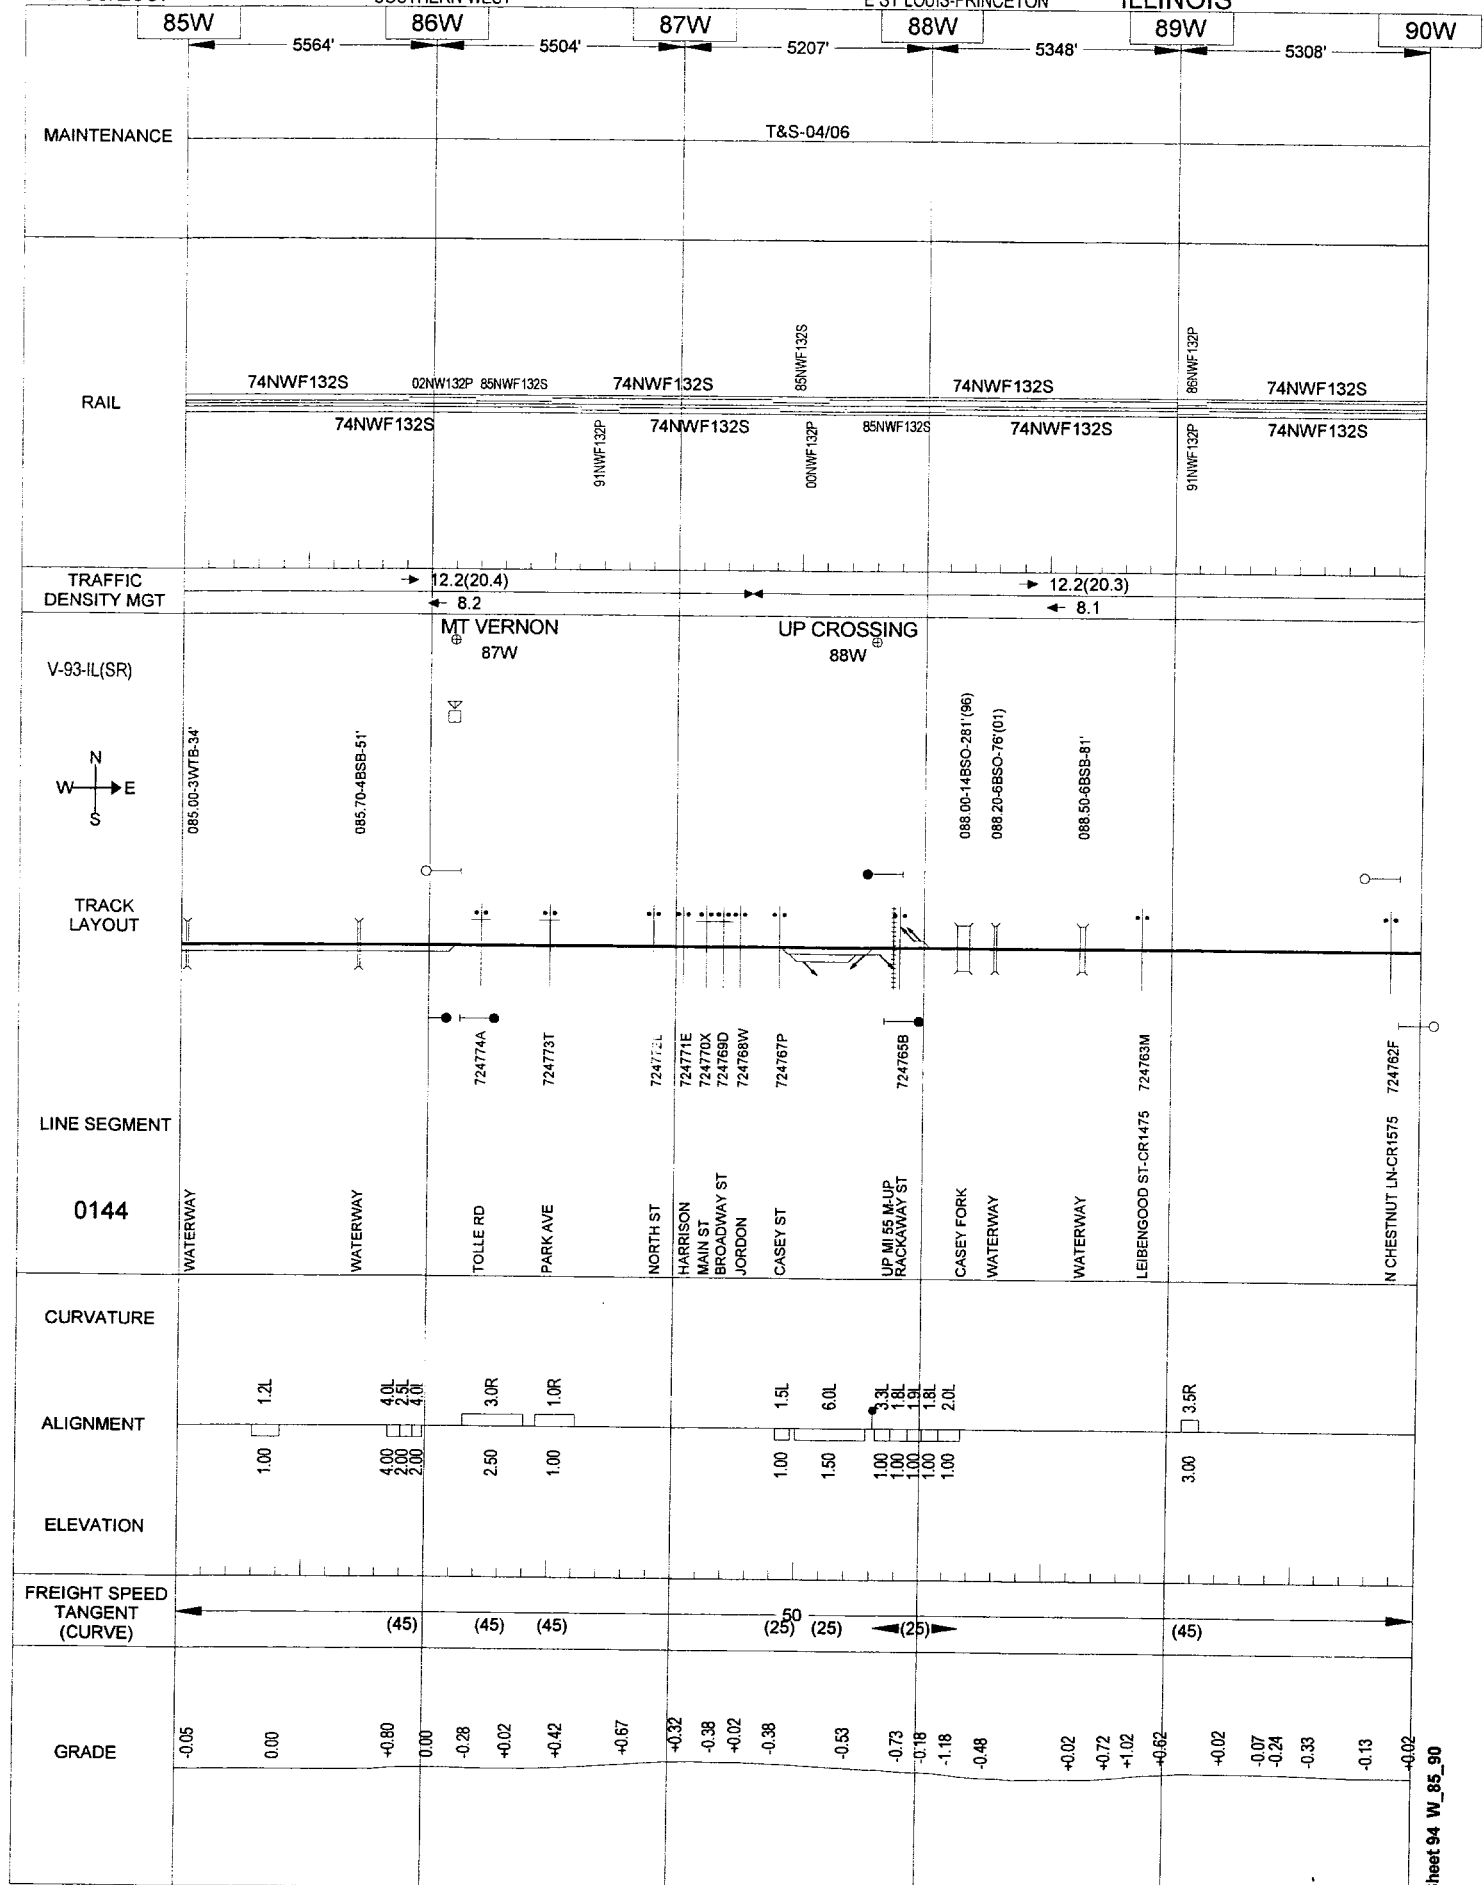 ILLINOIS
85W 86W 87W 88W 89W 90W
5564' 5504' 5207' 5348' 5308'
MAINTENANCE
T&S-04/06
RAIL
85NWF132S
86NWF132P
74NWF132S 02NW132P 85NWF132S 74NWF132S 74NWF132S 74NWF132S
74NWF132S 74NWF132S 85NWF132S 74NWF132S 74NWF132S
91NWF132P
00NWF132P
91NWF132P
TRAFFIC
DENSITY MGT
12.2(20.4) 12.2(20.3)
8.2 8.1
MT VERNON
87W
UP CROSSING
88W
V-93-IL(SR)
N
W E
S
085.00-3WTB-34'
085.70-4BSB-51'
088.00-14BSO-281'(96)
088.20-6BSO-76'(01)
088.50-6BSB-81'
TRACK
LAYOUT
724774A
724773T
724771E
724770X
724769D
724768W
724767P
724765B
724763M
724762F
LINE SEGMENT
0144
WATERWAY
WATERWAY
TOLLE RD
PARK AVE
NORTH ST
HARRISON
MAIN ST
BROADWAY ST
JORDON
CASEY ST
UP MI 55 M-UP
RACKAWAY ST
CASEY FORK
WATERWAY
WATERWAY
LEIBENGOOD ST-CR1475
N CHESTNUT LN-CR1575
CURVATURE
1.2L 4.0L 2.5L 4.0L 3.0R 1.0R 1.5L 6.0L 3.3L 1.8L 1.9L 1.8L 2.0L 3.5R
ALIGNMENT
1.00 4.00 2.00 2.00 2.50 1.00 1.00 1.50 1.00 1.00 1.00 1.00 1.00 3.00
ELEVATION
FREIGHT SPEED
TANGENT
(CURVE)
50
(45) (45) (45) (25) (25) (25) (45)
GRADE
-0.05 0.00 +0.80 0.00 -0.28 +0.02 +0.42 +0.67 +0.32 -0.38 +0.02 -0.38 -0.53 -0.73 -0.18 -1.18 -0.48 +0.02 +0.72 +1.02 +0.62 +0.02 -0.07 -0.24 -0.33 -0.13 +0.02
heet 94 W_85_90